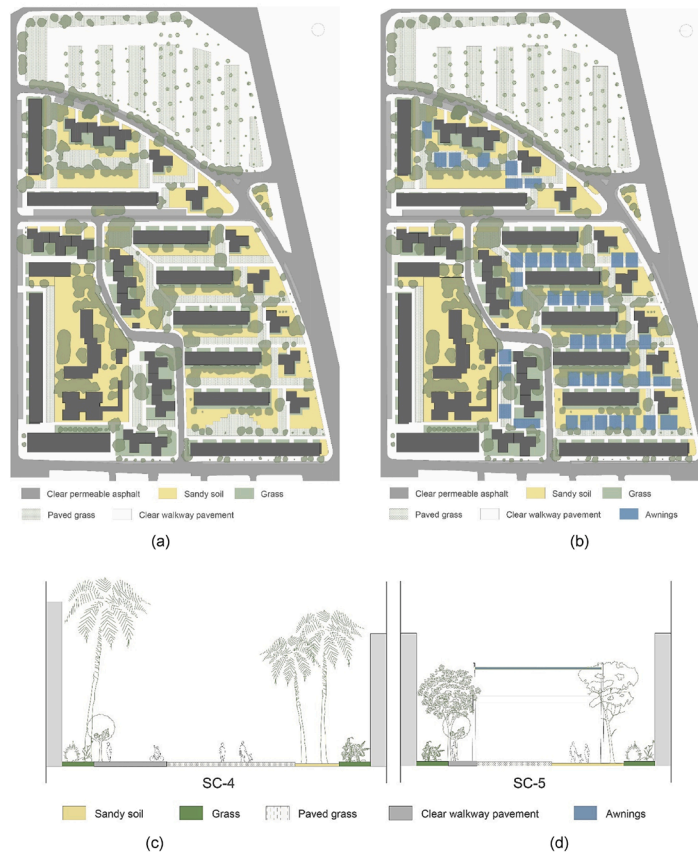 Clear permeable asphalt Sandy soil Grass
Paved grass Clear walkway pavement
(a)
Clear permeable asphalt Sandy soil Grass
Paved grass Clear walkway pavement Awnings
(b)
SC-4
SC-5
Sandy soil Grass Paved grass Clear walkway pavement Awnings
(c)
(d)